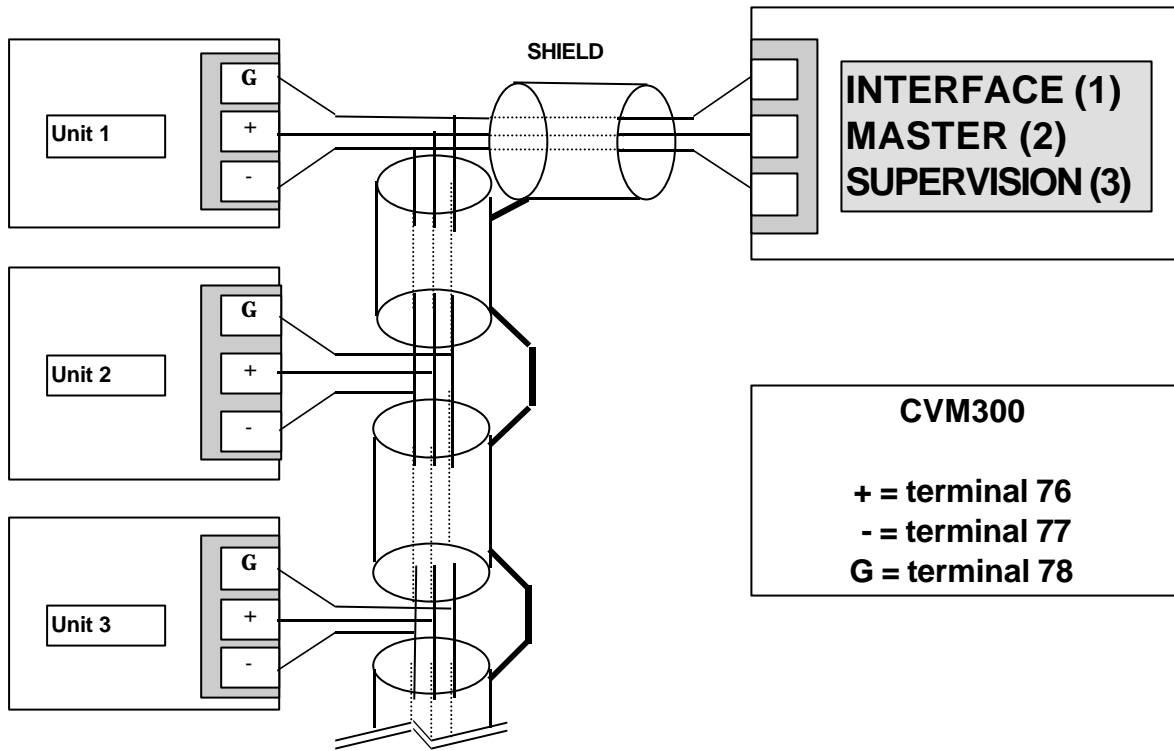 SHIELD
G
Unit 1
+
-
INTERFACE (1)
MASTER (2)
SUPERVISION (3)
G
Unit 2
+
-
CVM300
+ = terminal 76
- = terminal 77
G = terminal 78
G
Unit 3
+
-